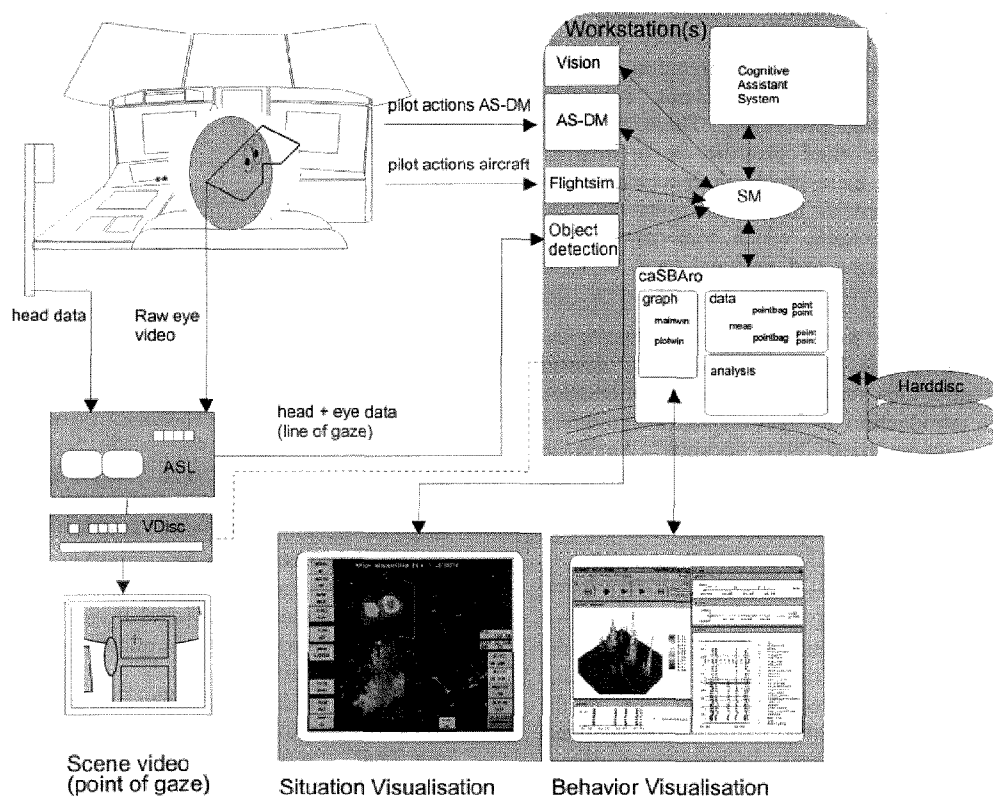 Workstation(s)
Vision
Cognitive
Assistant
System
pilot actions AS-DM
AS-DM
pilot actions aircraft
Flightsim
SM
Object
detection
caSBAro
graph
data
mainwin
plotwin
pointbag
point
point
meas
pointbag
point
point
analysis
Harddisc
head data
Raw eye
video
head + eye data
(line of gaze)
ASL
VDisc
Scene video
(point of gaze)
Situation Visualisation
Behavior Visualisation